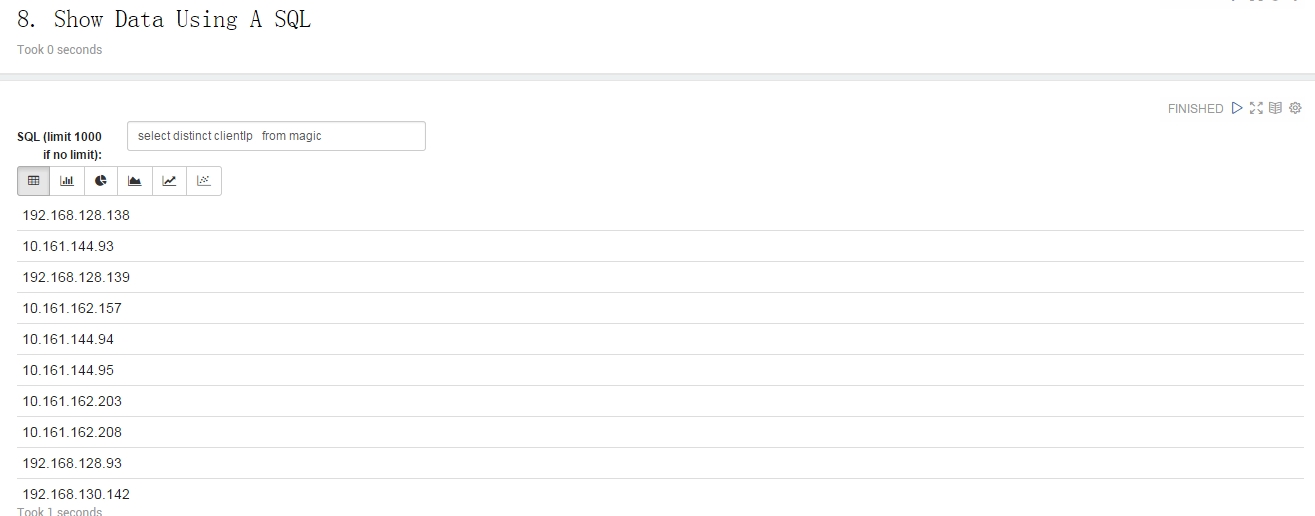 8. Show Data Using A SQL
Took 0 seconds
FINISHED
SQL (limit 1000
if no limit):
select distinct clientIp from magic
192.168.128.138
10.161.144.93
192.168.128.139
10.161.162.157
10.161.144.94
10.161.144.95
10.161.162.203
10.161.162.208
192.168.128.93
192.168.130.142
Took 1 seconds